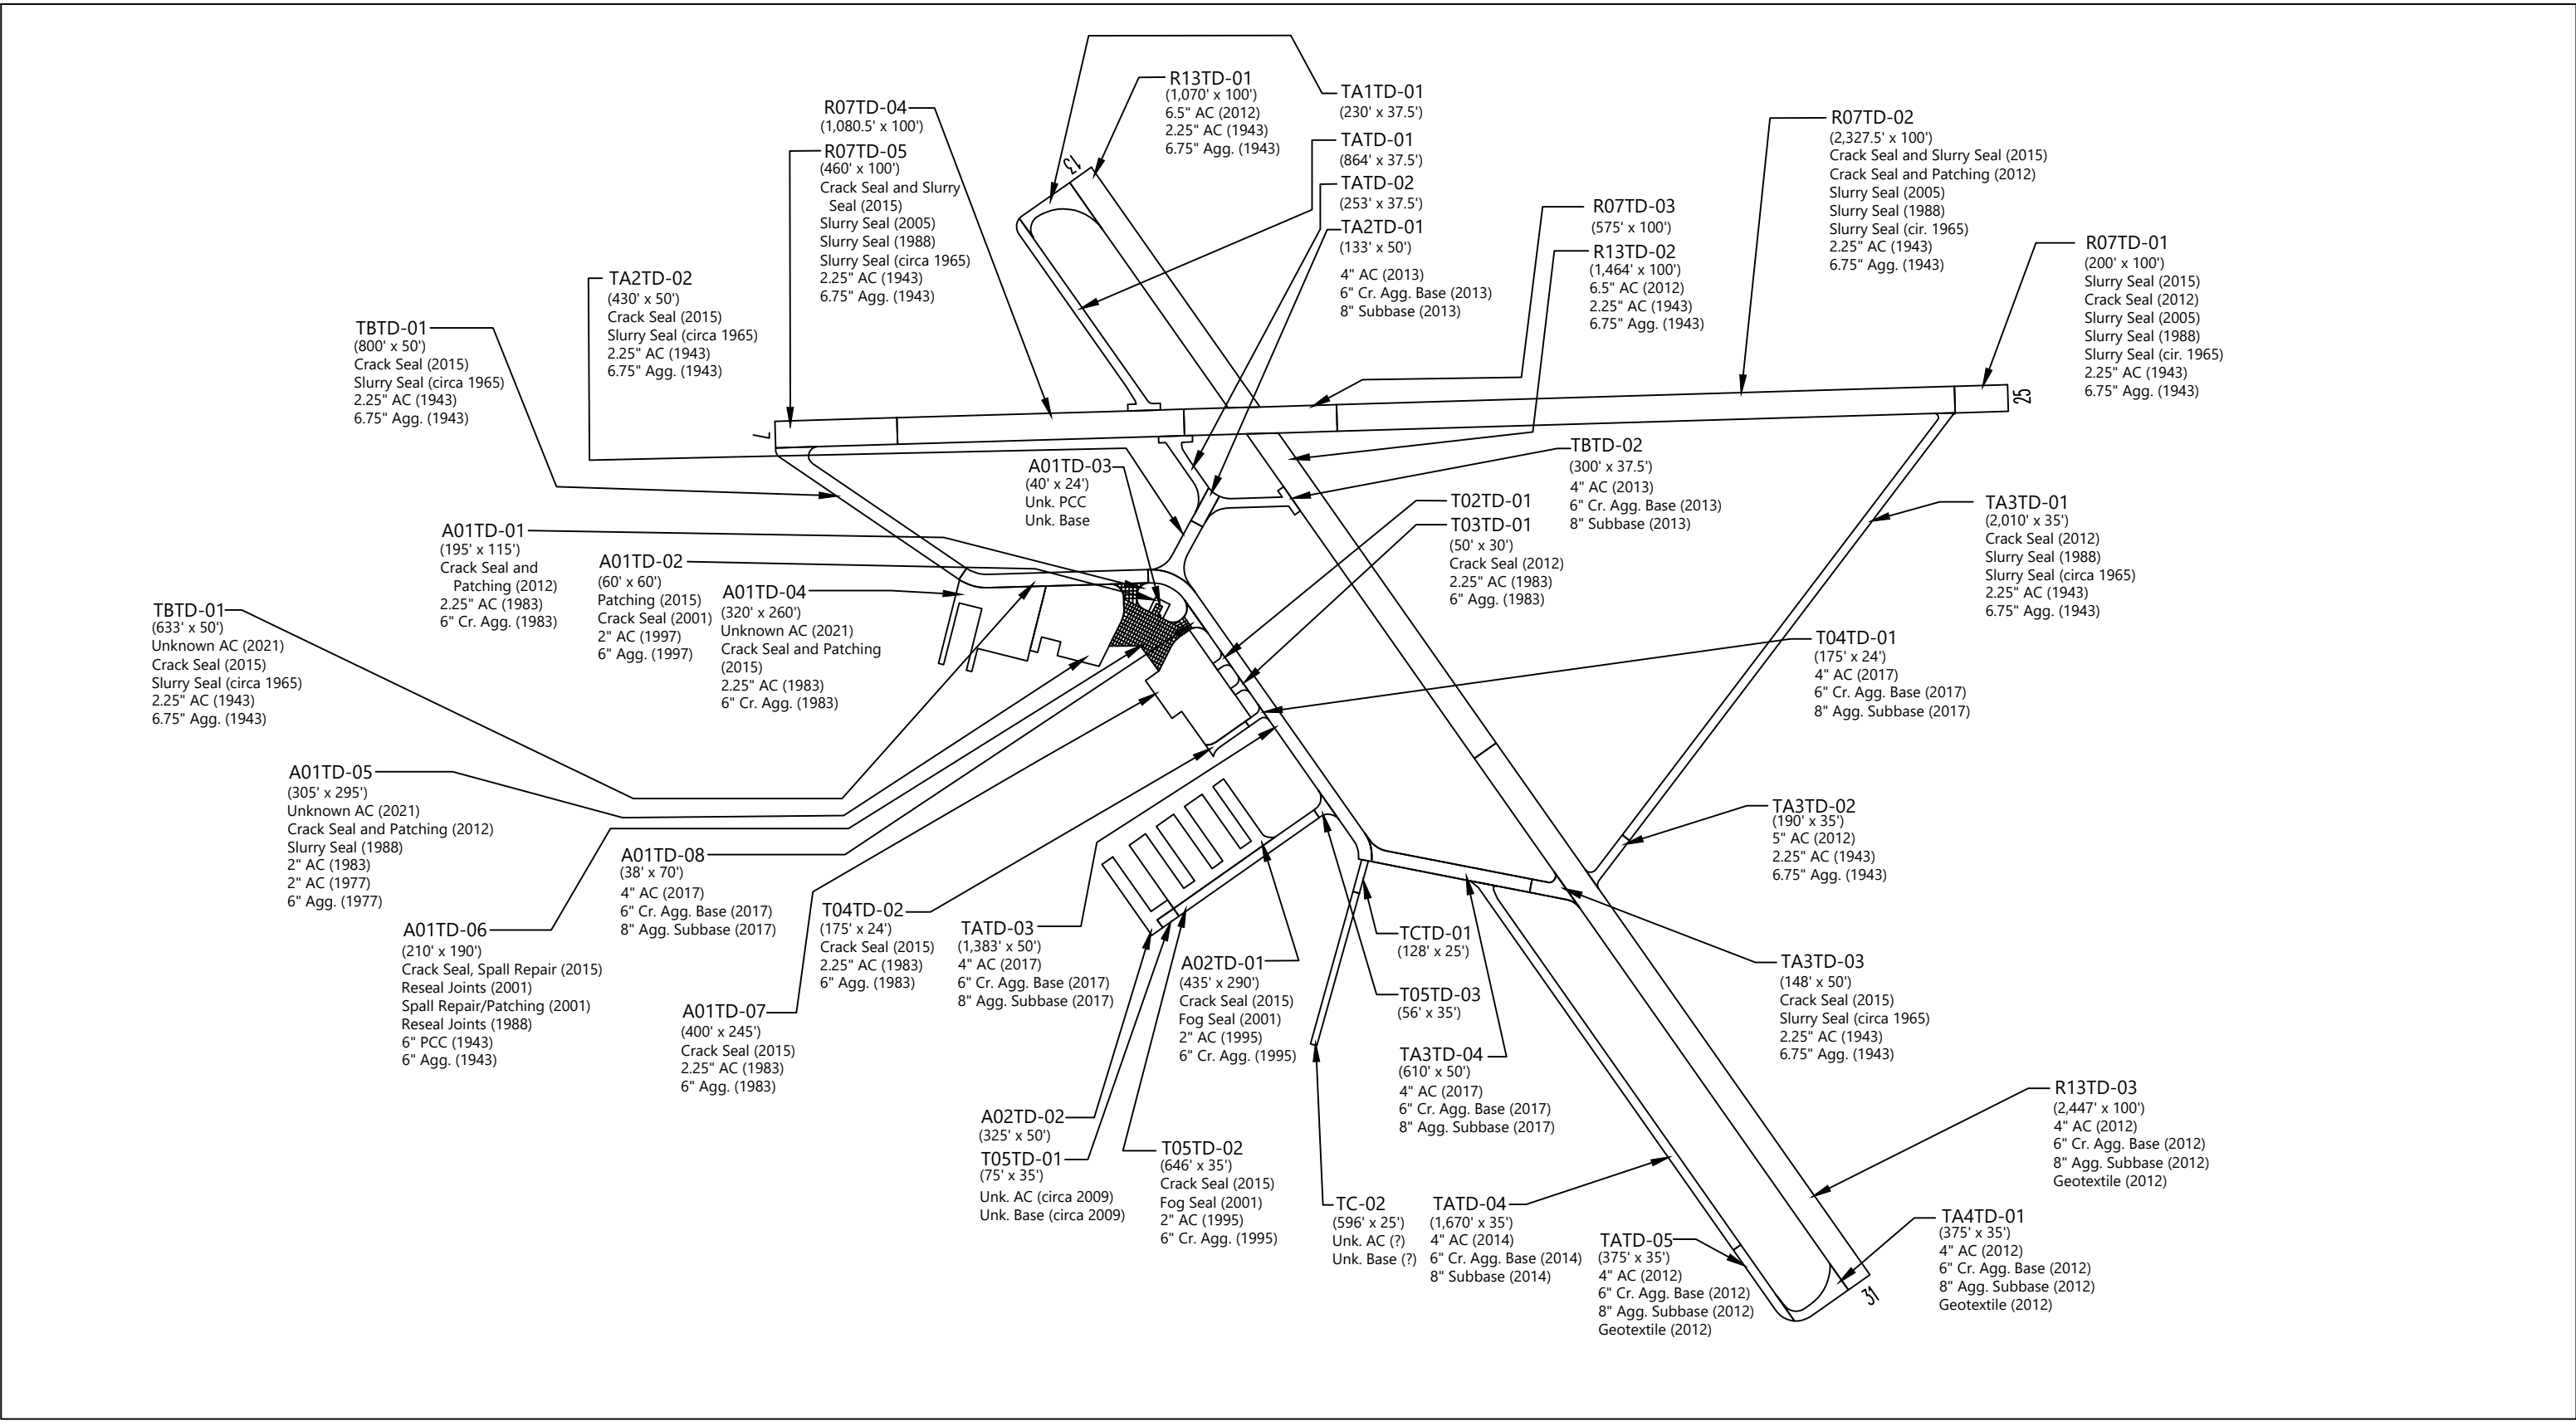 R13TD-01
(1,070' x 100')
6.5" AC (2012)
2.25" AC (1943)
6.75" Agg. (1943)
TA1TD-01
(230' x 37.5')
TATD-01
(864' x 37.5')
TATD-02
(253' x 37.5')
TA2TD-01
(133' x 50')
4" AC (2013)
6" Cr. Agg. Base (2013)
8" Subbase (2013)
R07TD-04
(1,080.5' x 100')
R07TD-05
(460' x 100')
Crack Seal and Slurry
Seal (2015)
Slurry Seal (2005)
Slurry Seal (1988)
Slurry Seal (circa 1965)
2.25" AC (1943)
6.75" Agg. (1943)
R07TD-02
(2,327.5' x 100')
Crack Seal and Slurry Seal (2015)
Crack Seal and Patching (2012)
Slurry Seal (2005)
Slurry Seal (1988)
Slurry Seal (cir. 1965)
2.25" AC (1943)
6.75" Agg. (1943)
R07TD-03
(575' x 100')
R13TD-02
(1,464' x 100')
6.5" AC (2012)
2.25" AC (1943)
6.75" Agg. (1943)
R07TD-01
(200' x 100')
Slurry Seal (2015)
Crack Seal (2012)
Slurry Seal (2005)
Slurry Seal (1988)
Slurry Seal (cir. 1965)
2.25" AC (1943)
6.75" Agg. (1943)
13
TA2TD-02
(430' x 50')
Crack Seal (2015)
Slurry Seal (circa 1965)
2.25" AC (1943)
6.75" Agg. (1943)
TBTD-01
(800' x 50')
Crack Seal (2015)
Slurry Seal (circa 1965)
2.25" AC (1943)
6.75" Agg. (1943)
25
7
A01TD-03
(40' x 24')
Unk. PCC
Unk. Base
TBTD-02
(300' x 37.5')
4" AC (2013)
6" Cr. Agg. Base (2013)
8" Subbase (2013)
T02TD-01
T03TD-01
(50' x 30')
Crack Seal (2012)
2.25" AC (1983)
6" Agg. (1983)
TA3TD-01
(2,010' x 35')
Crack Seal (2012)
Slurry Seal (1988)
Slurry Seal (circa 1965)
2.25" AC (1943)
6.75" Agg. (1943)
A01TD-01
(195' x 115')
Crack Seal and
Patching (2012)
2.25" AC (1983)
6" Cr. Agg. (1983)
A01TD-02
(60' x 60')
Patching (2015)
Crack Seal (2001)
2" AC (1997)
6" Agg. (1997)
A01TD-04
(320' x 260')
Unknown AC (2021)
Crack Seal and Patching
(2015)
2.25" AC (1983)
6" Cr. Agg. (1983)
TBTD-01
(633' x 50')
Unknown AC (2021)
Crack Seal (2015)
Slurry Seal (circa 1965)
2.25" AC (1943)
6.75" Agg. (1943)
T04TD-01
(175' x 24')
4" AC (2017)
6" Cr. Agg. Base (2017)
8" Agg. Subbase (2017)
A01TD-05
(305' x 295')
Unknown AC (2021)
Crack Seal and Patching (2012)
Slurry Seal (1988)
2" AC (1983)
2" AC (1977)
6" Agg. (1977)
TA3TD-02
(190' x 35')
5" AC (2012)
2.25" AC (1943)
6.75" Agg. (1943)
A01TD-08
(38' x 70')
4" AC (2017)
6" Cr. Agg. Base (2017)
8" Agg. Subbase (2017)
A01TD-06
(210' x 190')
Crack Seal, Spall Repair (2015)
Reseal Joints (2001)
Spall Repair/Patching (2001)
Reseal Joints (1988)
6" PCC (1943)
6" Agg. (1943)
T04TD-02
(175' x 24')
Crack Seal (2015)
2.25" AC (1983)
6" Agg. (1983)
TATD-03
(1,383' x 50')
4" AC (2017)
6" Cr. Agg. Base (2017)
8" Agg. Subbase (2017)
TCTD-01
(128' x 25')
A02TD-01
(435' x 290')
Crack Seal (2015)
Fog Seal (2001)
2" AC (1995)
6" Cr. Agg. (1995)
T05TD-03
(56' x 35')
TA3TD-03
(148' x 50')
Crack Seal (2015)
Slurry Seal (circa 1965)
2.25" AC (1943)
6.75" Agg. (1943)
A01TD-07
(400' x 245')
Crack Seal (2015)
2.25" AC (1983)
6" Agg. (1983)
TA3TD-04
(610' x 50')
4" AC (2017)
6" Cr. Agg. Base (2017)
8" Agg. Subbase (2017)
R13TD-03
(2,447' x 100')
4" AC (2012)
6" Cr. Agg. Base (2012)
8" Agg. Subbase (2012)
Geotextile (2012)
A02TD-02
(325' x 50')
T05TD-01
(75' x 35')
Unk. AC (circa 2009)
Unk. Base (circa 2009)
T05TD-02
(646' x 35')
Crack Seal (2015)
Fog Seal (2001)
2" AC (1995)
6" Cr. Agg. (1995)
TC-02
(596' x 25')
Unk. AC (?)
Unk. Base (?)
TATD-04
(1,670' x 35')
4" AC (2014)
6" Cr. Agg. Base (2014)
8" Subbase (2014)
TATD-05
(375' x 35')
4" AC (2012)
6" Cr. Agg. Base (2012)
8" Agg. Subbase (2012)
Geotextile (2012)
TA4TD-01
(375' x 35')
4" AC (2012)
6" Cr. Agg. Base (2012)
8" Agg. Subbase (2012)
Geotextile (2012)
31